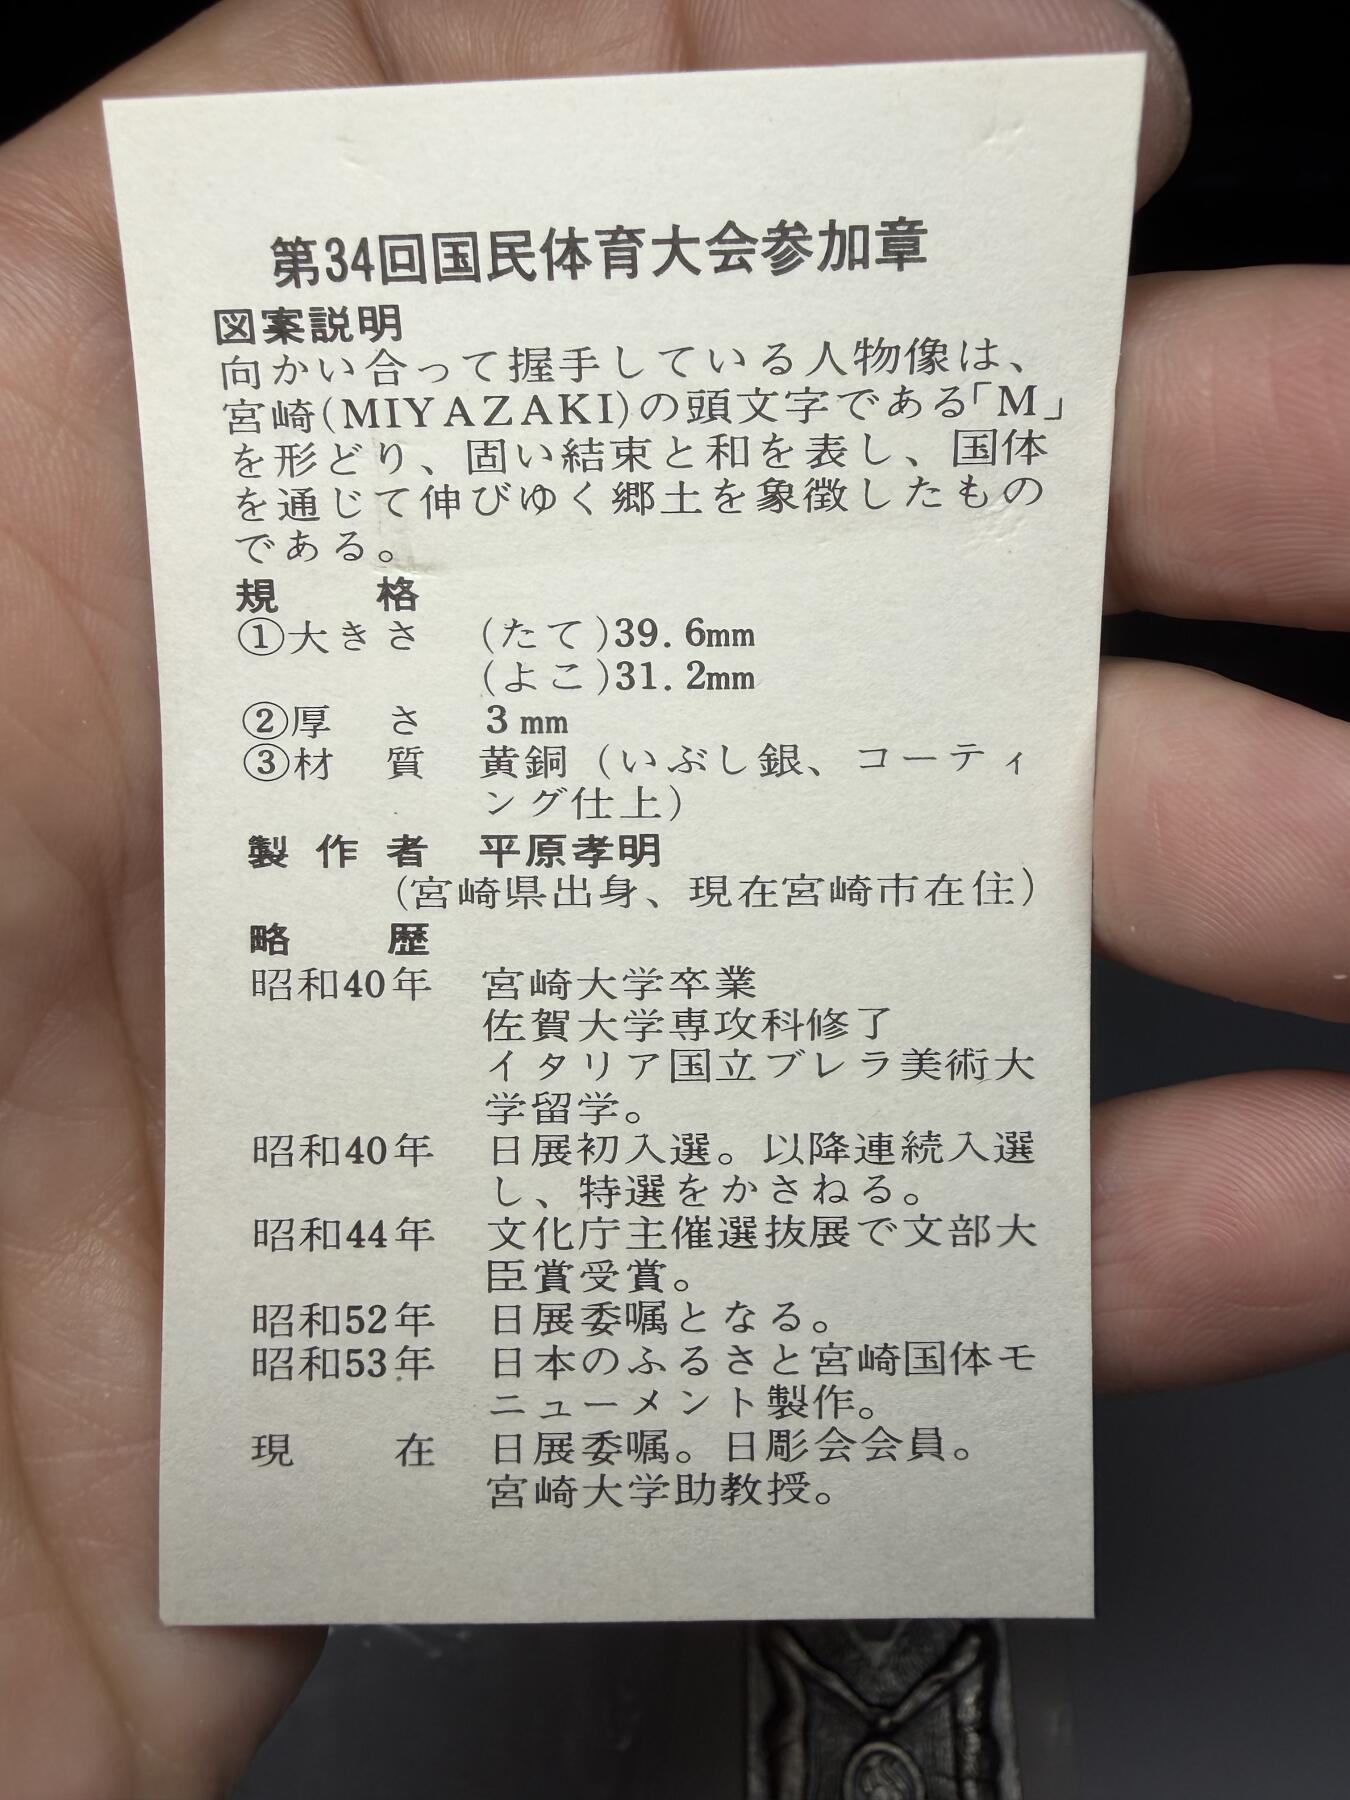 第34回国民体育大会参加章
図案説明
向かい合って握手している人物像は、
宮崎(MIYAZAKI)の頭文字である「M」
を形どり、固い結束と和を表し、国体
を通じて伸びゆく郷土を象徴したもの
である。
規　格
①大きさ　(たて)39.6mm
(よこ)31.2mm
②厚　さ　3mm
③材　質　黄銅（いぶし銀、コーティ
ング仕上）
製作者　平原孝明
（宮崎県出身、現在宮崎市在住）
略　歴
昭和40年　宮崎大学卒業
佐賀大学専攻科修了
イタリア国立ブレラ美術大
学留学。
昭和40年　日展初入選。以降連続入選
し、特選をかさねる。
昭和44年　文化庁主催選抜展で文部大
臣賞受賞。
昭和52年　日展委嘱となる。
昭和53年　日本のふるさと宮崎国体モ
ニューメント製作。
現　在　日展委嘱。日彫会会員。
宮崎大学助教授。